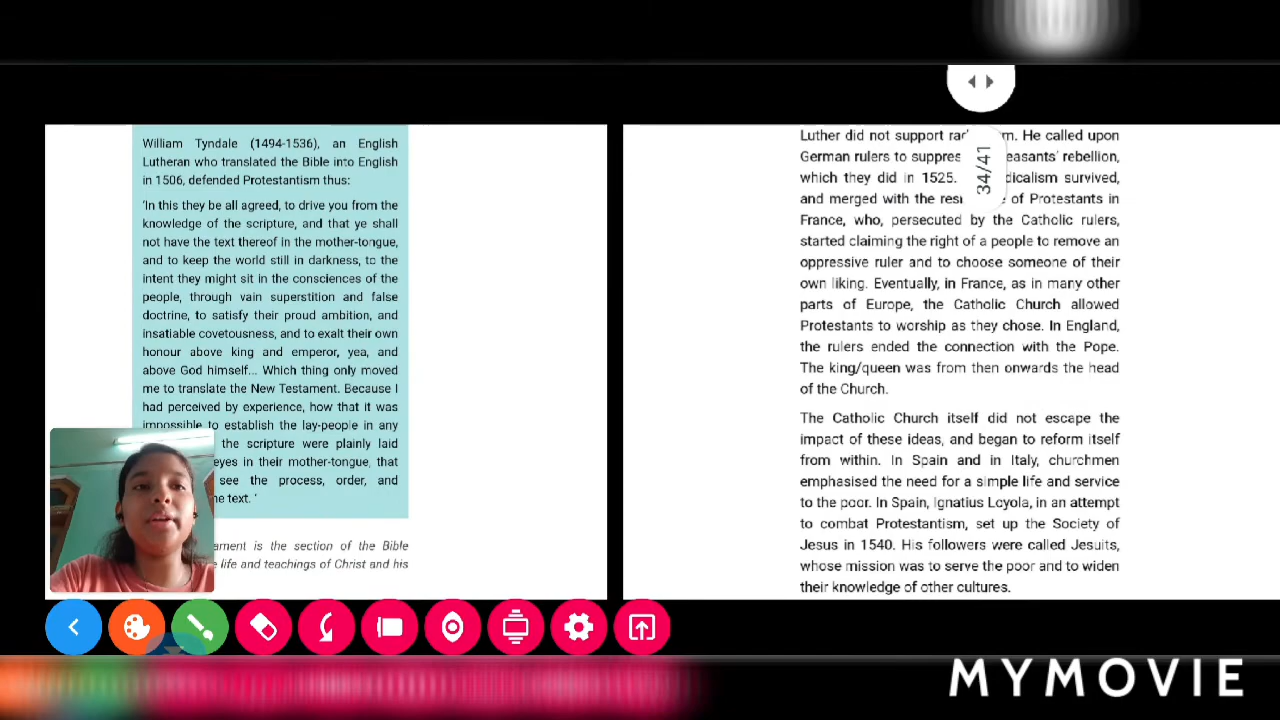 William Tyndale (1494-1536), an English
Lutheran who translated the Bible into English
in 1506, defended Protestantism thus:
'In this they be all agreed, to drive you from the
knowledge of the scripture, and that ye shall
not have the text thereof in the mother-tongue,
and to keep the world still in darkness, to the
intent they might sit in the consciences of the
people, through vain superstition and false
doctrine, to satisfy their proud ambition, and
insatiable covetousness, and to exalt their own
honour above king and emperor, yea, and
above God himself... Which thing only moved
me to translate the New Testament. Because I
had perceived by experience, how that it was
impossible to establish the lay-people in any
the scripture were plainly laid
eyes in their mother-tongue, that
see the process, order, and
text. '
is the section of the Bible
life and teachings of Christ and his
Luther did not support He called upon
German rulers to rebellion,
which they did in 1525. survived,
and merged with the of Protestants in
France, who, persecuted by the Catholic rulers,
started claiming the right of a people to remove an
oppressive ruler and to choose someone of their
own liking. Eventually, in France, as in many other
parts of Europe, the Catholic Church allowed
Protestants to worship as they chose. In England,
the rulers ended the connection with the Pope.
The king/queen was from then onwards the head
of the Church.
The Catholic Church itself did not escape the
impact of these ideas, and began to reform itself
from within. In Spain and in Italy, churchmen
emphasised the need for a simple life and service
to the poor. In Spain, Ignatius Loyola, in an attempt
to combat Protestantism, set up the Society of
Jesus in 1540. His followers were called Jesuits,
whose mission was to serve the poor and to widen
their knowledge of other cultures.
34/41
MYMOVIE